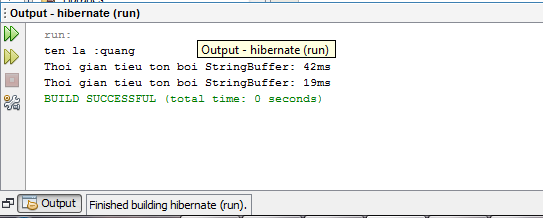 Output - hibernate (run)
run:
ten la :quang
Output - hibernate (run)
Thoi gian tieu ton boi StringBuffer: 42ms
Thoi gian tieu ton boi StringBuffer: 19ms
BUILD SUCCESSFUL (total time: 0 seconds)
Output
Finished building hibernate (run).